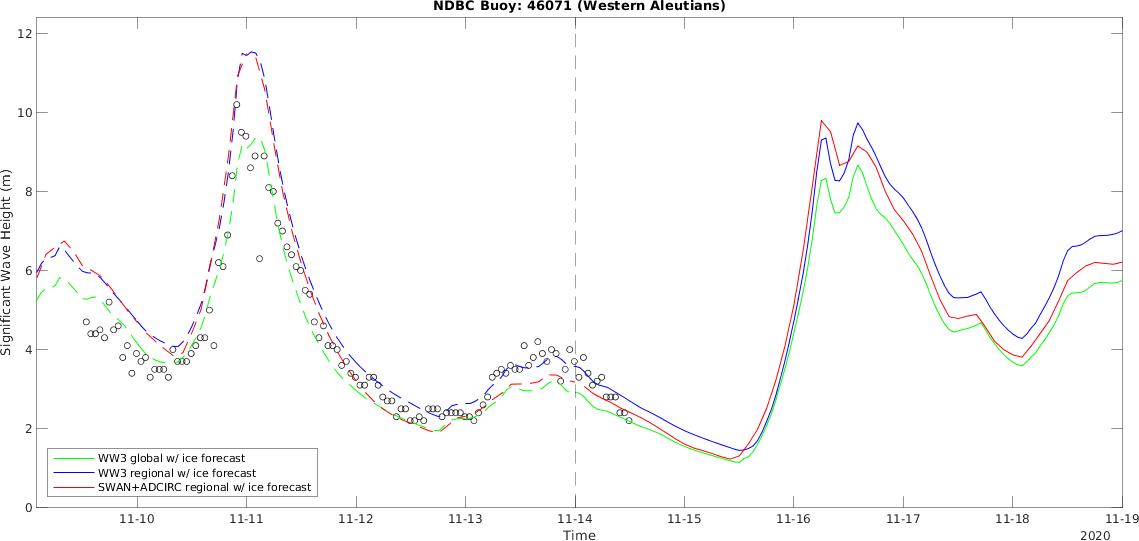 NDBC Buoy: 46071 (Western Aleutians)
Significant Wave Height (m)
12
10
8
6
4
2
0
WW3 global w/ ice forecast
WW3 regional w/ ice forecast
SWAN+ADCIRC regional w/ ice forecast
11-10 11-11 11-12 11-13 11-14 11-15 11-16 11-17 11-18 11-19
Time
2020